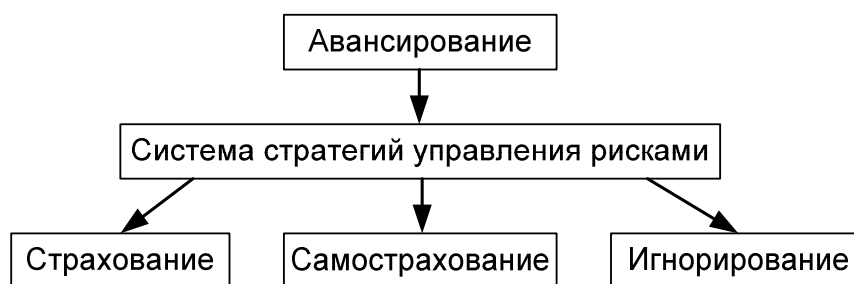 Авансирование
Система стратегий управления рисками
Страхование
Самострахование
Игнорирование